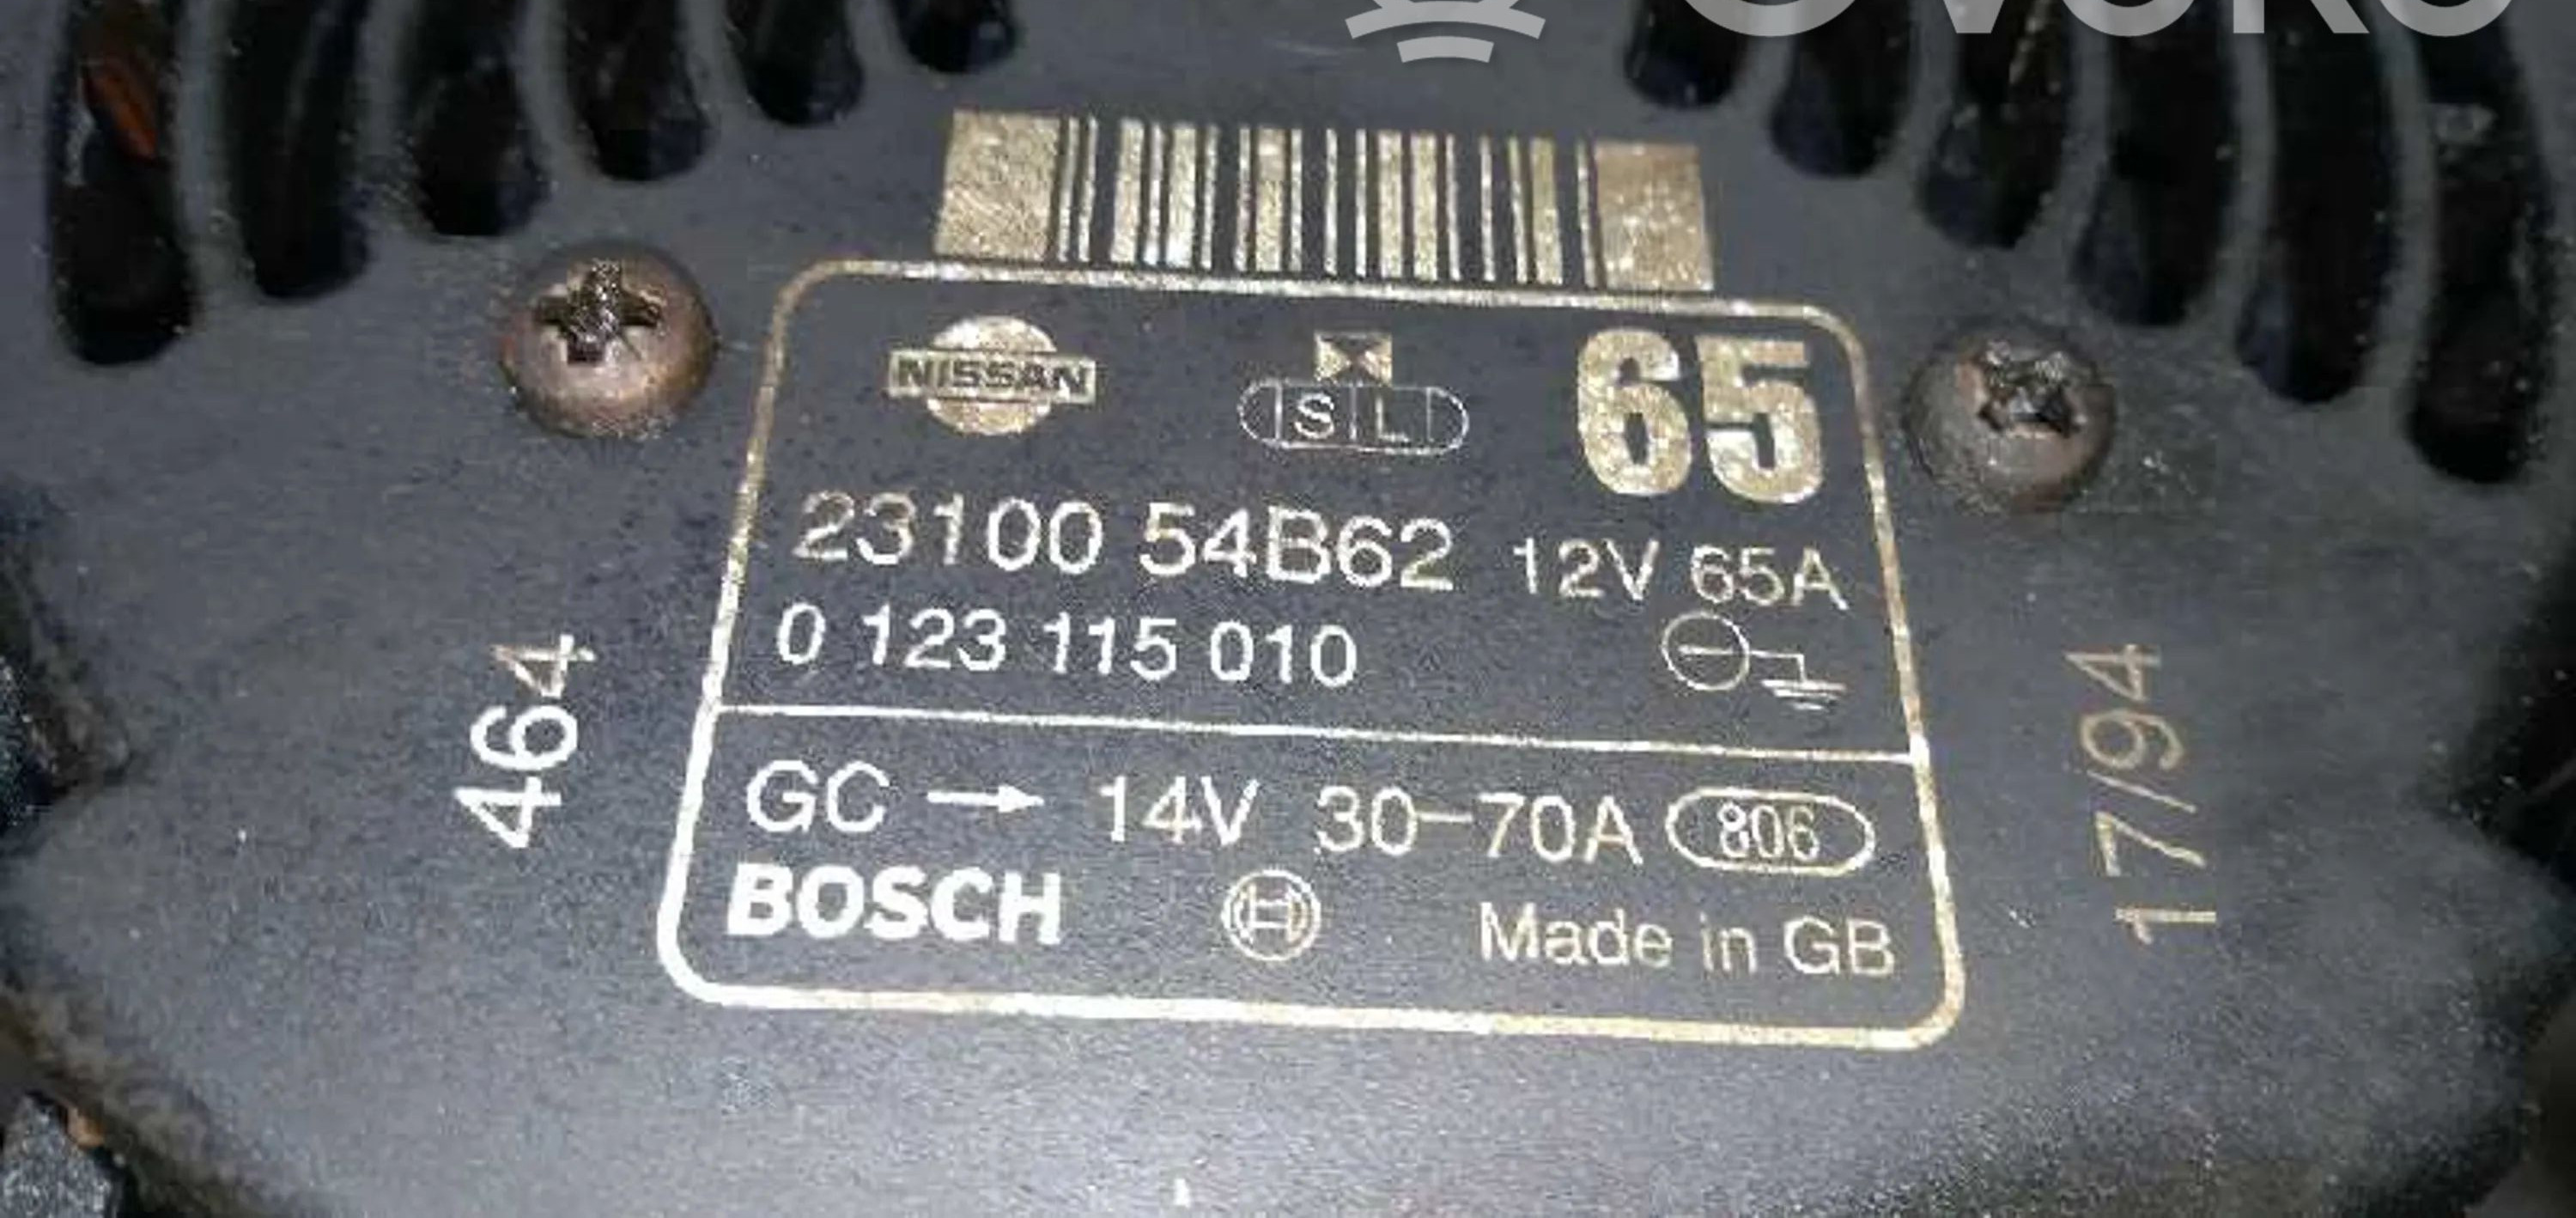 NISSAN
S L
65
23100 54B62 12V 65A
0 123 115 010
GC → 14V 30-70A 806
BOSCH
Made in GB
464
17/94